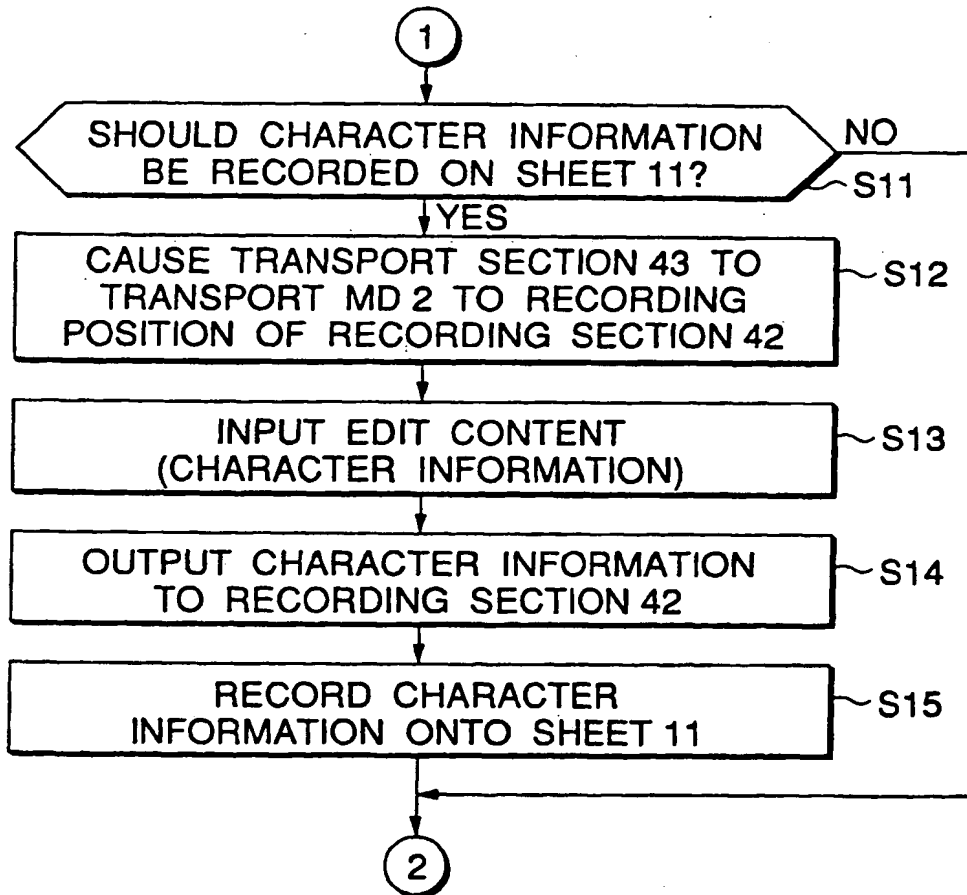 1
SHOULD CHARACTER INFORMATION
BE RECORDED ON SHEET 11?
NO
S11
YES
CAUSE TRANSPORT SECTION 43 TO
TRANSPORT MD 2 TO RECORDING
POSITION OF RECORDING SECTION 42
S12
INPUT EDIT CONTENT
(CHARACTER INFORMATION)
S13
OUTPUT CHARACTER INFORMATION
TO RECORDING SECTION 42
S14
RECORD CHARACTER
INFORMATION ONTO SHEET 11
S15
2